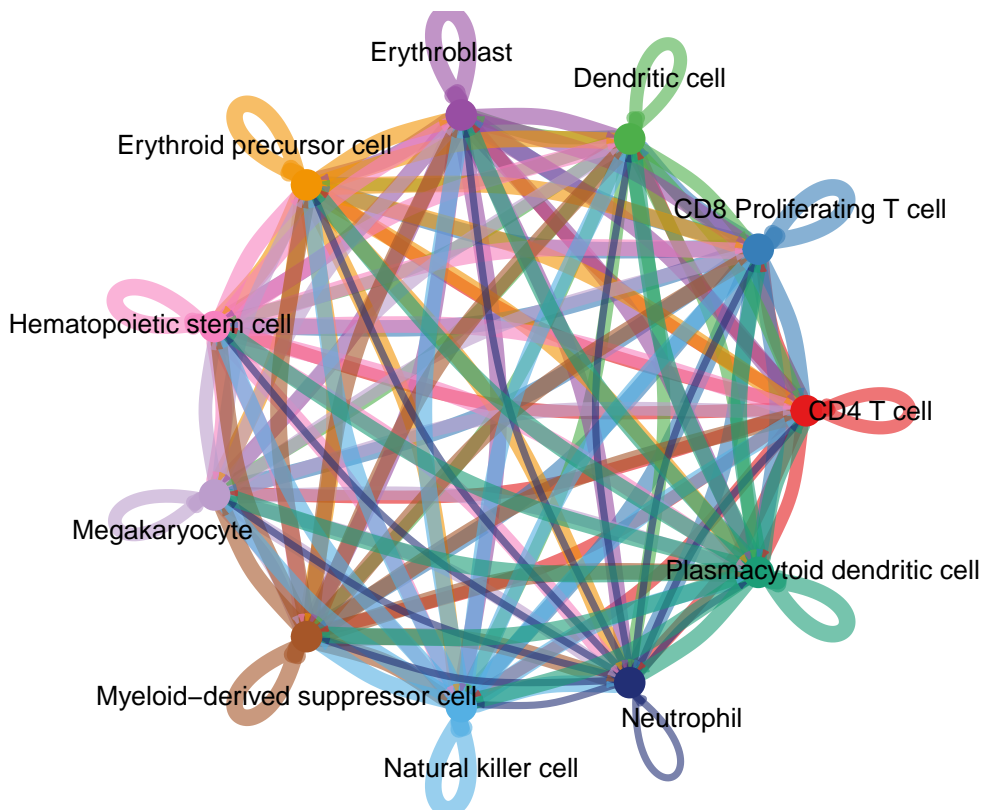 Erythroblast
Dendritic cell
Erythroid precursor cell
CD8 Proliferating T cell
Hematopoietic stem cell
CD4 T cell
Megakaryocyte
Plasmacytoid dendritic cell
Myeloid−derived suppressor cell
Neutrophil
Natural killer cell